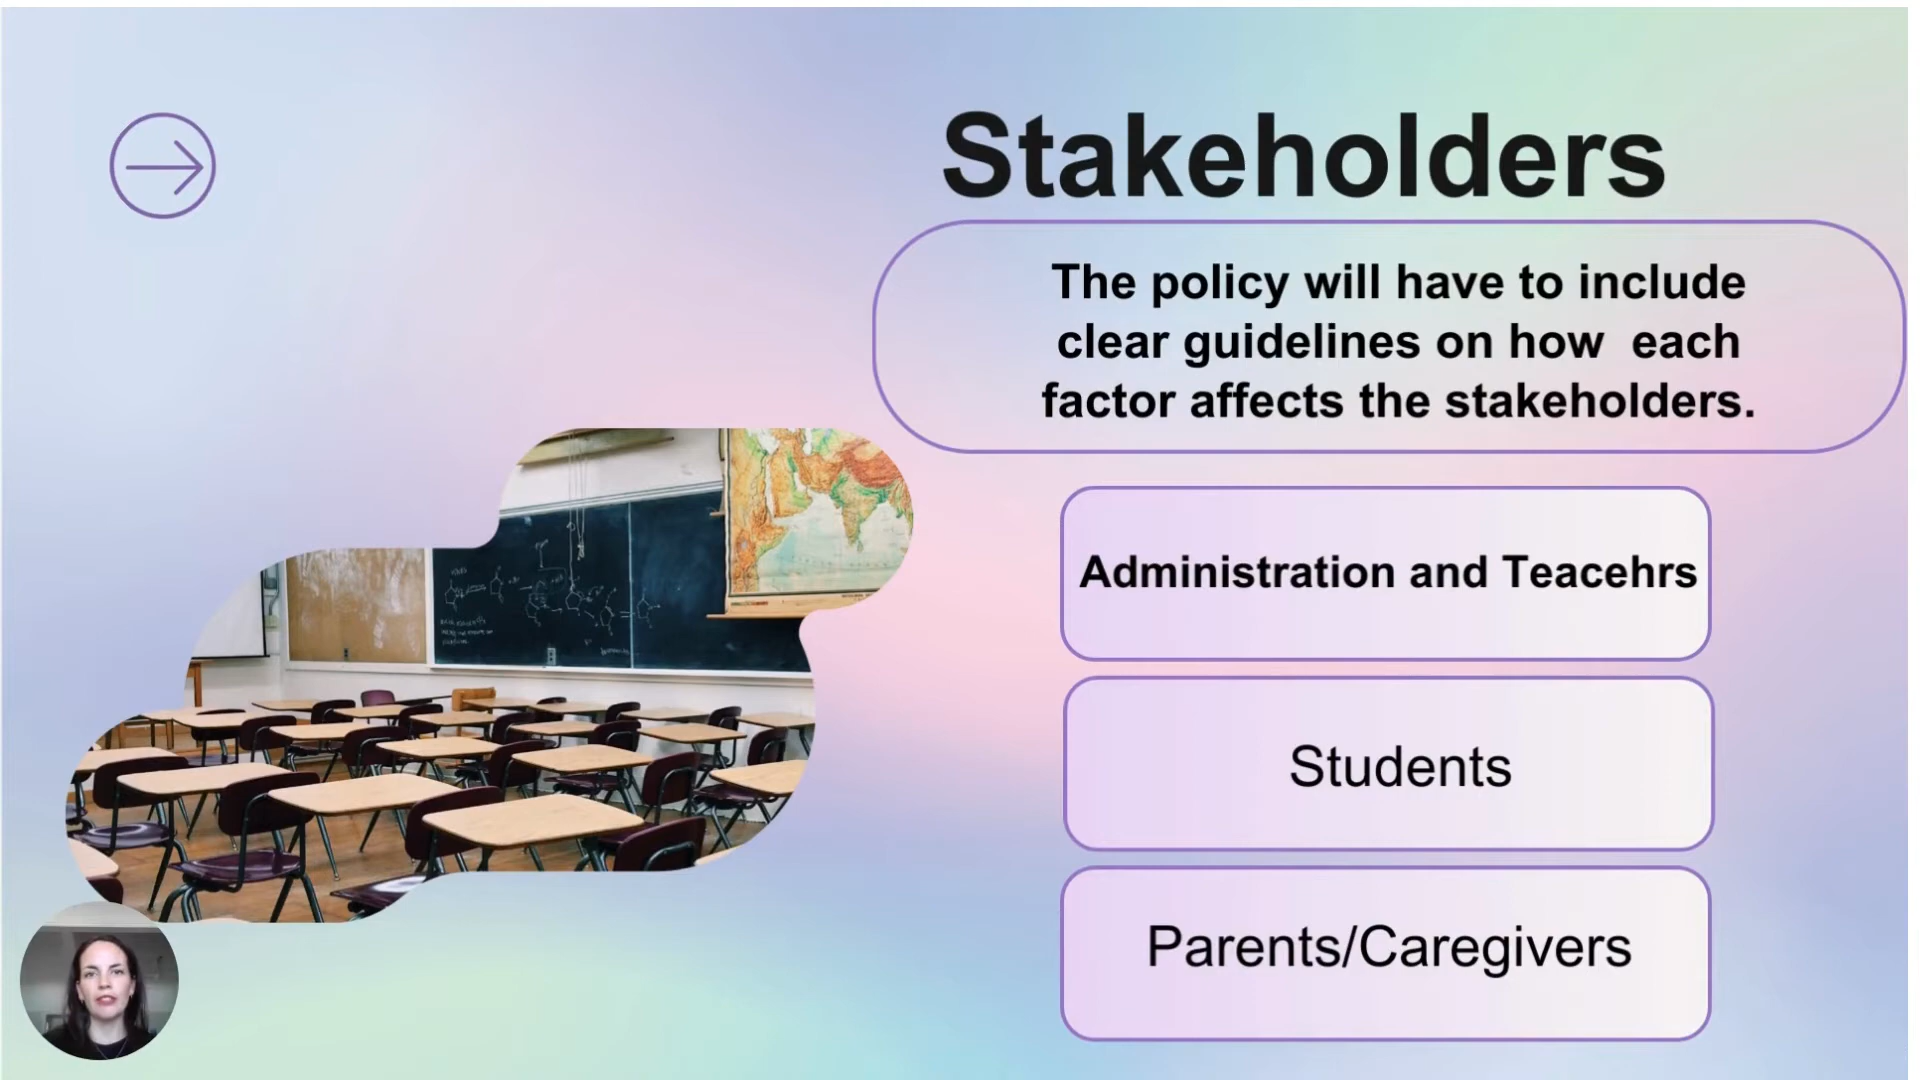 Stakeholders
The policy will have to include
clear guidelines on how  each
factor affects the stakeholders.
Administration and Teacehrs
Students
Parents/Caregivers